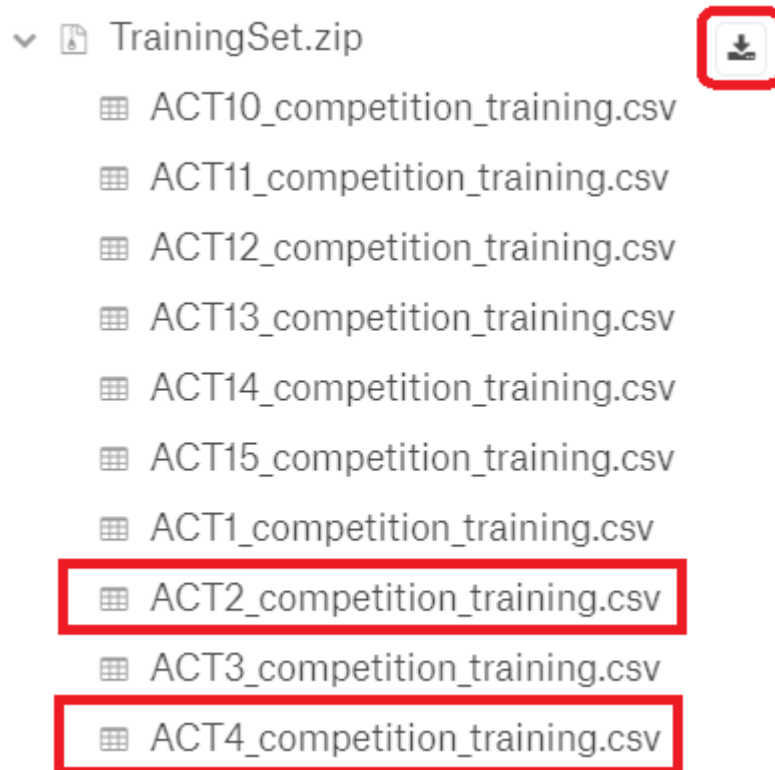 TrainingSet.zip
ACT10_competition_training.csv
ACT11_competition_training.csv
ACT12_competition_training.csv
ACT13_competition_training.csv
ACT14_competition_training.csv
ACT15_competition_training.csv
ACT1_competition_training.csv
ACT2_competition_training.csv
ACT3_competition_training.csv
ACT4_competition_training.csv